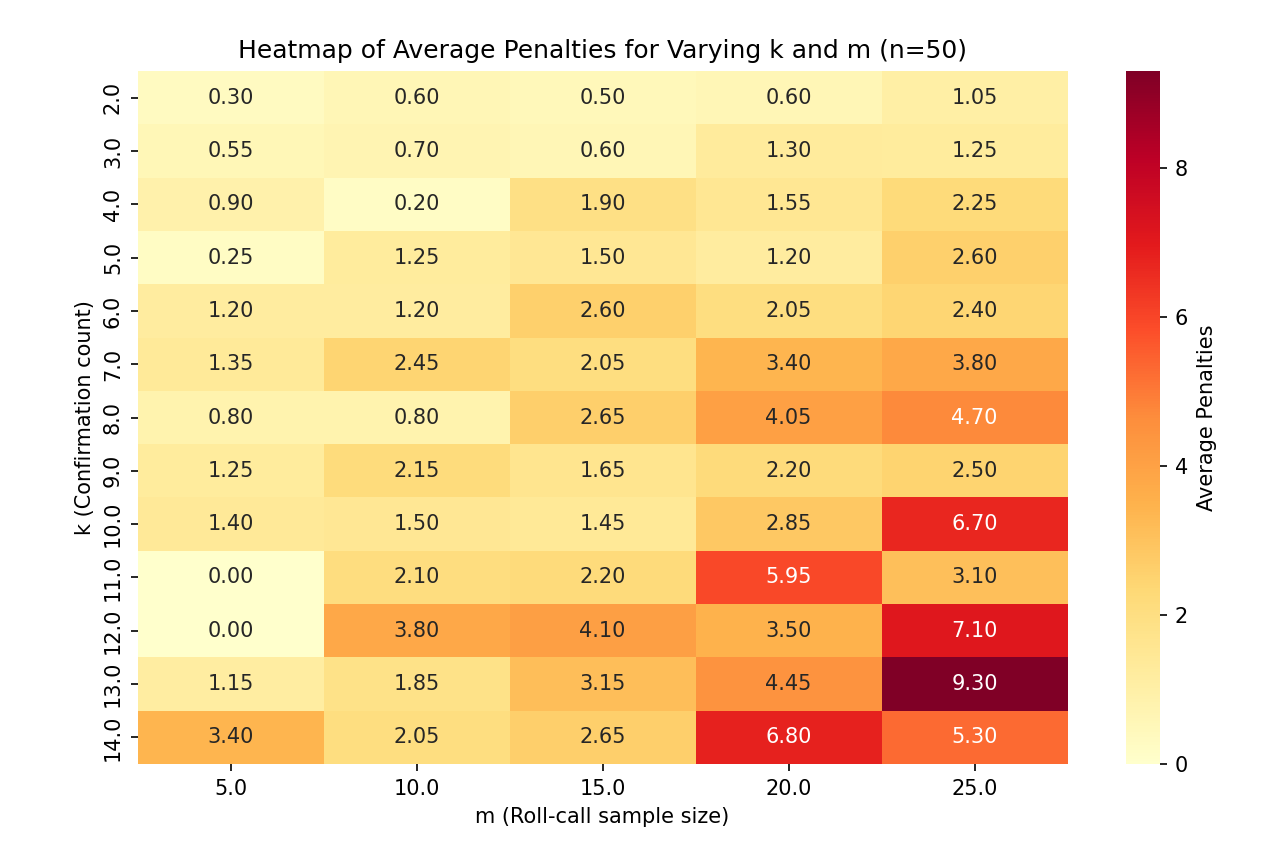 Heatmap of Average Penalties for Varying k and m (n=50)
k (Confirmation count)
2.0 0.30 0.60 0.50 0.60 1.05
3.0 0.55 0.70 0.60 1.30 1.25
4.0 0.90 0.20 1.90 1.55 2.25
5.0 0.25 1.25 1.50 1.20 2.60
6.0 1.20 1.20 2.60 2.05 2.40
7.0 1.35 2.45 2.05 3.40 3.80
8.0 0.80 0.80 2.65 4.05 4.70
9.0 1.25 2.15 1.65 2.20 2.50
10.0 1.40 1.50 1.45 2.85 6.70
11.0 0.00 2.10 2.20 5.95 3.10
12.0 0.00 3.80 4.10 3.50 7.10
13.0 1.15 1.85 3.15 4.45 9.30
14.0 3.40 2.05 2.65 6.80 5.30
5.0 10.0 15.0 20.0 25.0
m (Roll-call sample size)
8
6
4
2
0
Average Penalties